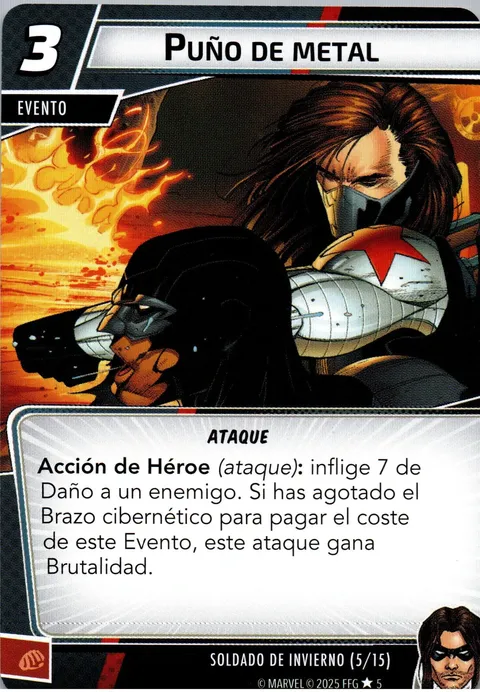 3
PUÑO DE METAL
EVENTO
ATAQUE
Acción de Héroe (ataque): inflige 7 de
Daño a un enemigo. Si has agotado el
Brazo cibernético para pagar el coste
de este Evento, este ataque gana
Brutalidad.
SOLDADO DE INVIERNO (5/15)
© MARVEL © 2025 FFG ★ 5